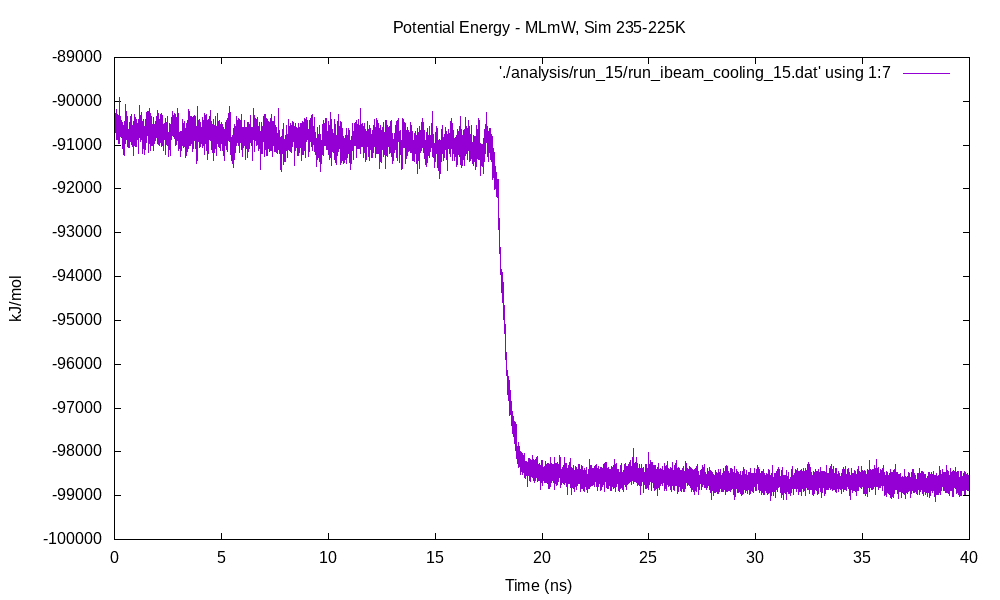 Potential Energy - MLmW, Sim 235-225K
'./analysis/run_15/run_ibeam_cooling_15.dat' using 1:7
-89000
-90000
-91000
-92000
-93000
-94000
-95000
-96000
-97000
-98000
-99000
-100000
kJ/mol
0 5 10 15 20 25 30 35 40
Time (ns)